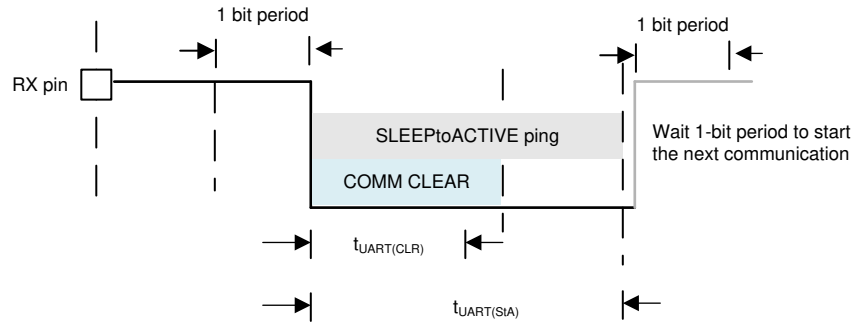 1 bit period
1 bit period
RX pin
SLEEPtoACTIVE ping
Wait 1-bit period to start
the next communication
COMM CLEAR
tUART(CLR)
tUART(StA)